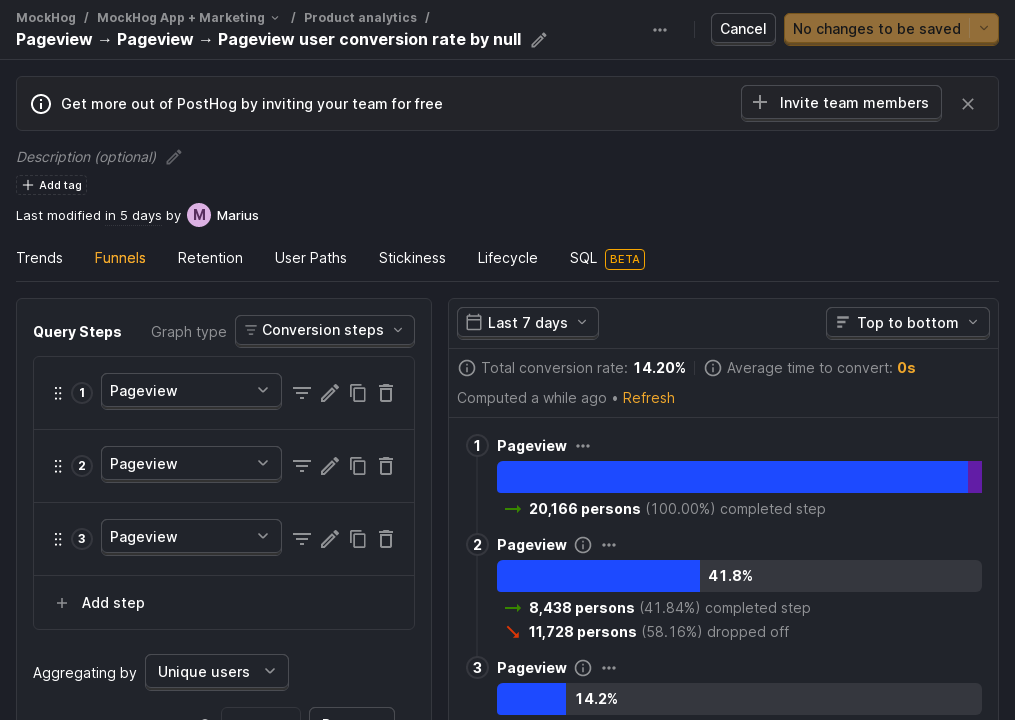 MockHog / MockHog App + Marketing / Product analytics /
Pageview → Pageview → Pageview user conversion rate by null
Cancel
No changes to be saved
Get more out of PostHog by inviting your team for free
Invite team members
Description (optional)
Add tag
Last modified in 5 days by M Marius
Trends Funnels Retention User Paths Stickiness Lifecycle SQL BETA
Query Steps Graph type Conversion steps
1 Pageview
2 Pageview
3 Pageview
Add step
Aggregating by Unique users
Last 7 days Top to bottom
Total conversion rate: 14.20% Average time to convert: 0s
Computed a while ago • Refresh
1 Pageview
20,166 persons (100.00%) completed step
2 Pageview
41.8%
8,438 persons (41.84%) completed step
11,728 persons (58.16%) dropped off
3 Pageview
14.2%